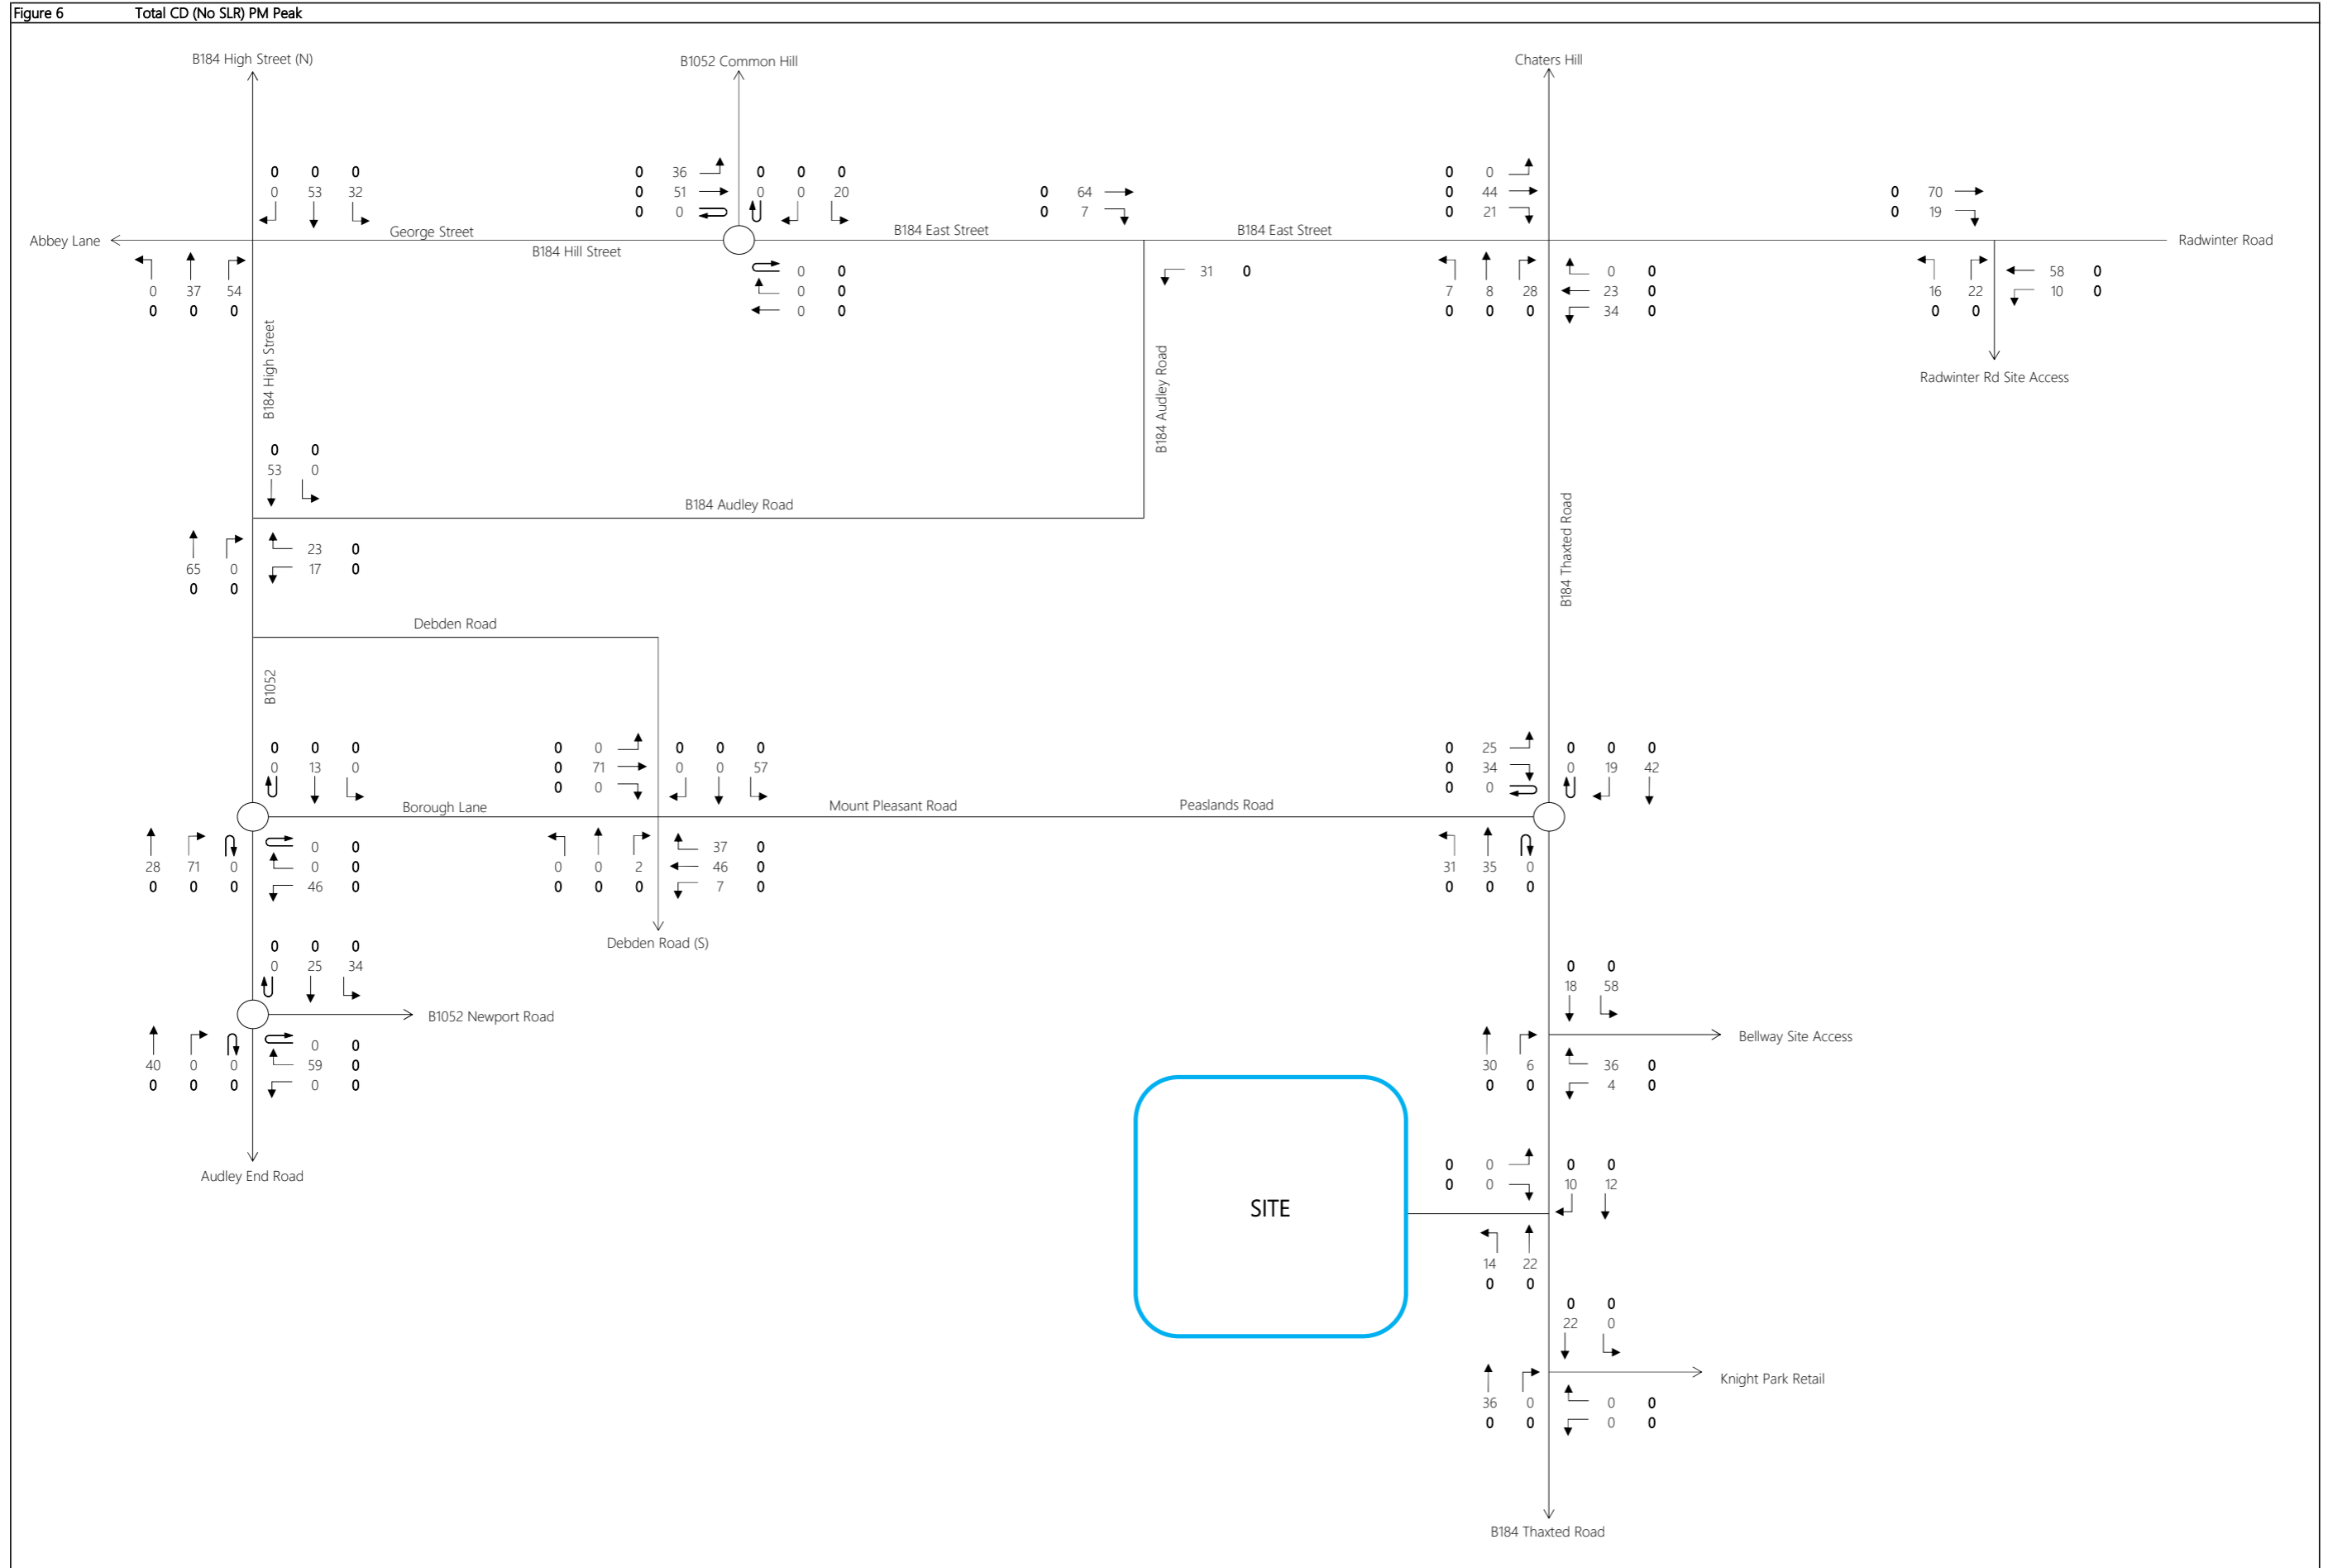 Figure 6 Total CD (No SLR) PM Peak
B184 High Street (N)
B1052 Common Hill
Chaters Hill
0 0 0
0 53 32
0 36
0 51
0 0
0 0 0
0 0 20
0 64
0 7
0 0
0 44
0 21
0 70
0 19
Abbey Lane
George Street
B184 Hill Street
B184 East Street
B184 East Street
Radwinter Road
0 37 54
0 0 0
0 0
0 0
0 0
31 0
7 8 28
0 0 0
0 0
23 0
34 0
16 22
0 0
58 0
10 0
B184 High Street
B184 Audley Road
Radwinter Rd Site Access
0 0
53 0
B184 Audley Road
B184 Thaxted Road
65 0
0 0
23 0
17 0
Debden Road
B1052
0 0 0
0 13 0
0 0
0 71
0 0
0 0 0
0 0 57
0 25
0 34
0 0
0 0 0
0 19 42
Borough Lane
Mount Pleasant Road
Peaslands Road
28 71 0
0 0 0
0 0
0 0
46 0
0 0 2
0 0 0
37 0
46 0
7 0
31 35 0
0 0 0
Debden Road (S)
0 0 0
0 25 34
0 0
18 58
B1052 Newport Road
Bellway Site Access
40 0 0
0 0 0
0 0
59 0
0 0
30 6
0 0
36 0
4 0
Audley End Road
SITE
0 0
0 0
0 0
10 12
14 22
0 0
0 0
22 0
Knight Park Retail
36 0
0 0
0 0
0 0
B184 Thaxted Road